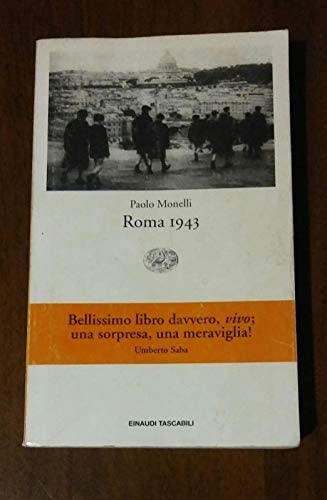 Paolo Monelli
Roma 1943
Bellissimo libro davvero, vivo;
una sorpresa, una meraviglia!
Umberto Saba
EINAUDI TASCABILI